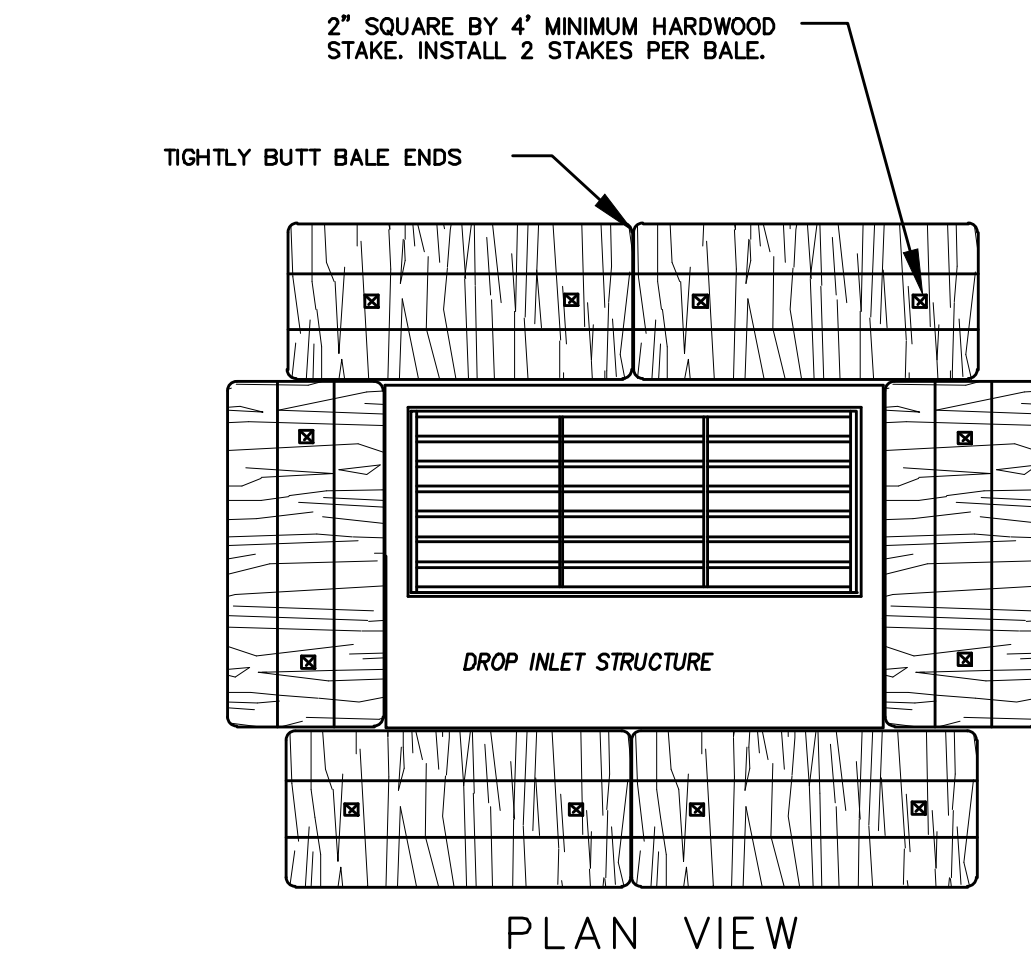 2" SQUARE BY 4' MINIMUM HARDWOOD
STAKE. INSTALL 2 STAKES PER BALE.
TIGHTLY BUTT BALE ENDS
DROP INLET STRUCTURE
PLAN VIEW